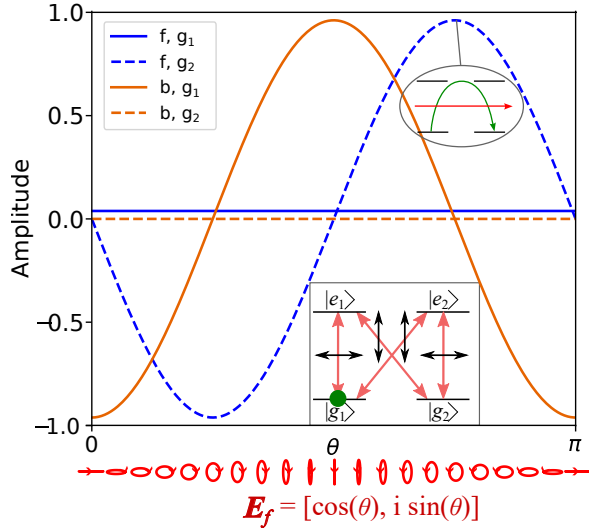 1.0
0.5
0.0
−0.5
−1.0
Amplitude
f, g₁
f, g₂
b, g₁
b, g₂
|e₁⟩ |e₂⟩
|g₁⟩ |g₂⟩
0 θ π
E_f = [cos(θ), i sin(θ)]